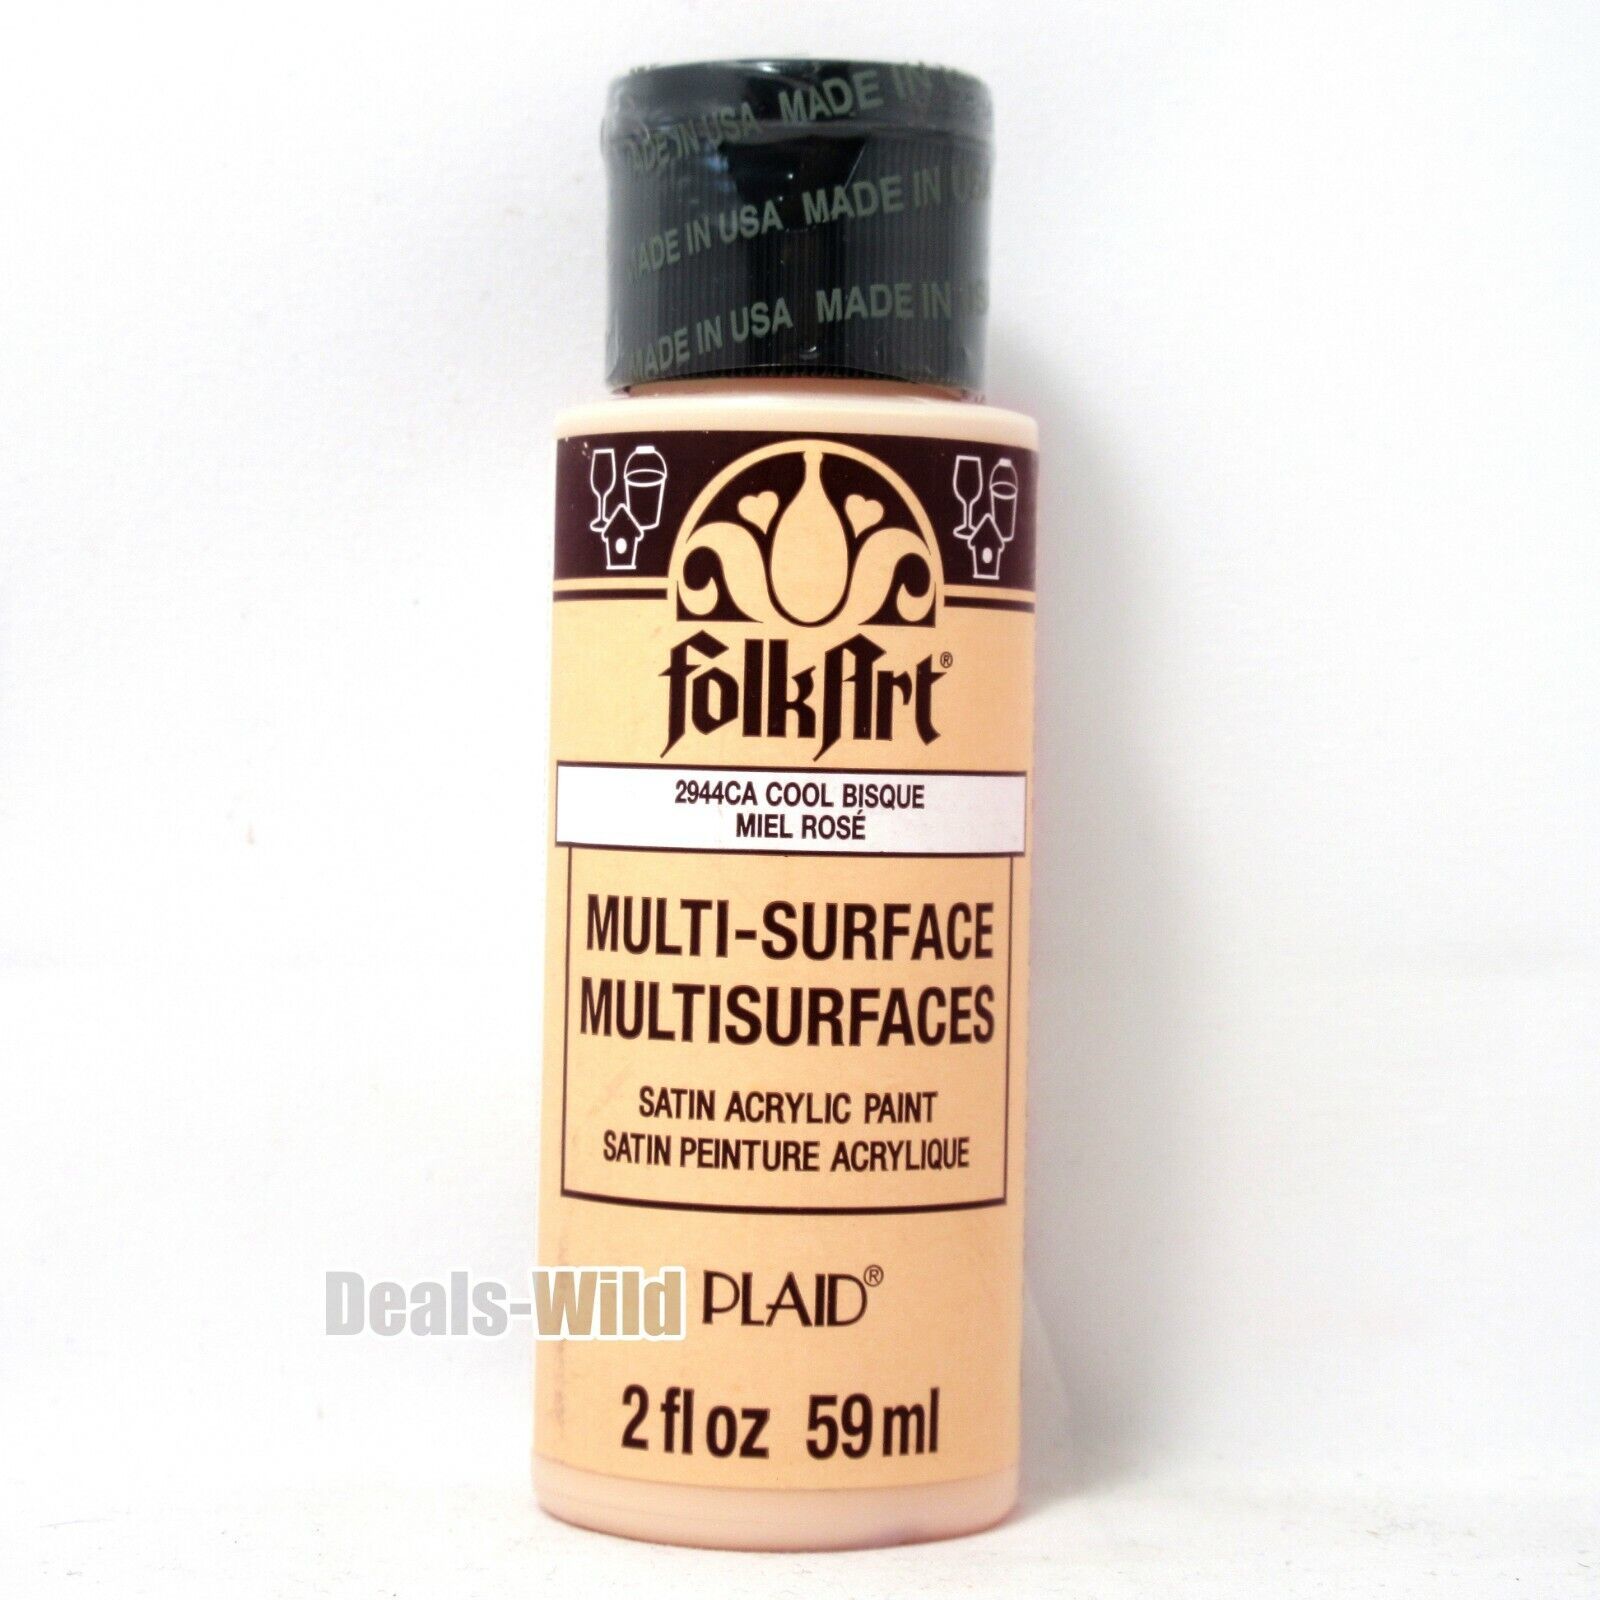 MADE IN USA MADE IN
MADE IN USA MADE IN USA
MADE IN USA MADE IN USA
folkArt®
2944CA COOL BISQUE
MIEL ROSÉ
MULTI-SURFACE
MULTISURFACES
SATIN ACRYLIC PAINT
SATIN PEINTURE ACRYLIQUE
Deals-Wild PLAID®
2 fl oz 59 ml